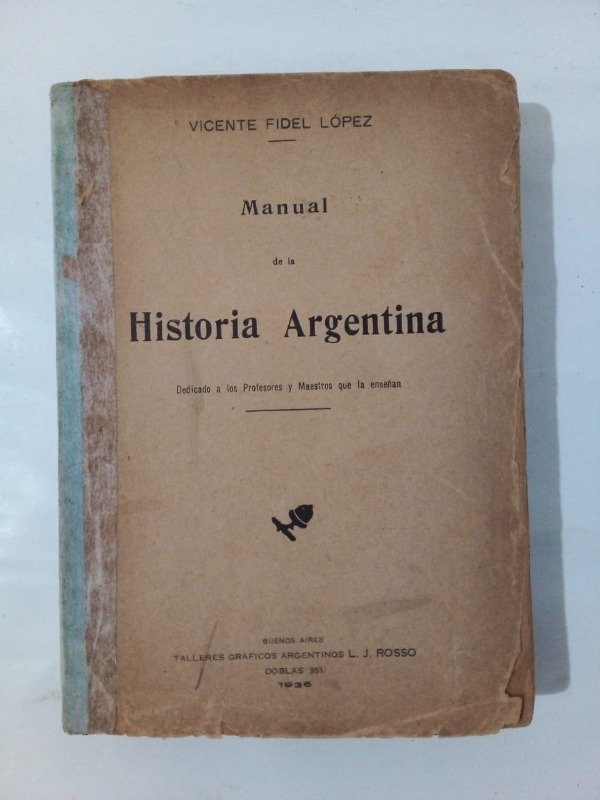 VICENTE FIDEL LÓPEZ
Manual
de la
Historia Argentina
Dedicado a los Profesores y Maestros que la enseñan
BUENOS AIRES
TALLERES GRÁFICOS ARGENTINOS L. J. ROSSO
DOBLAS 951
1936